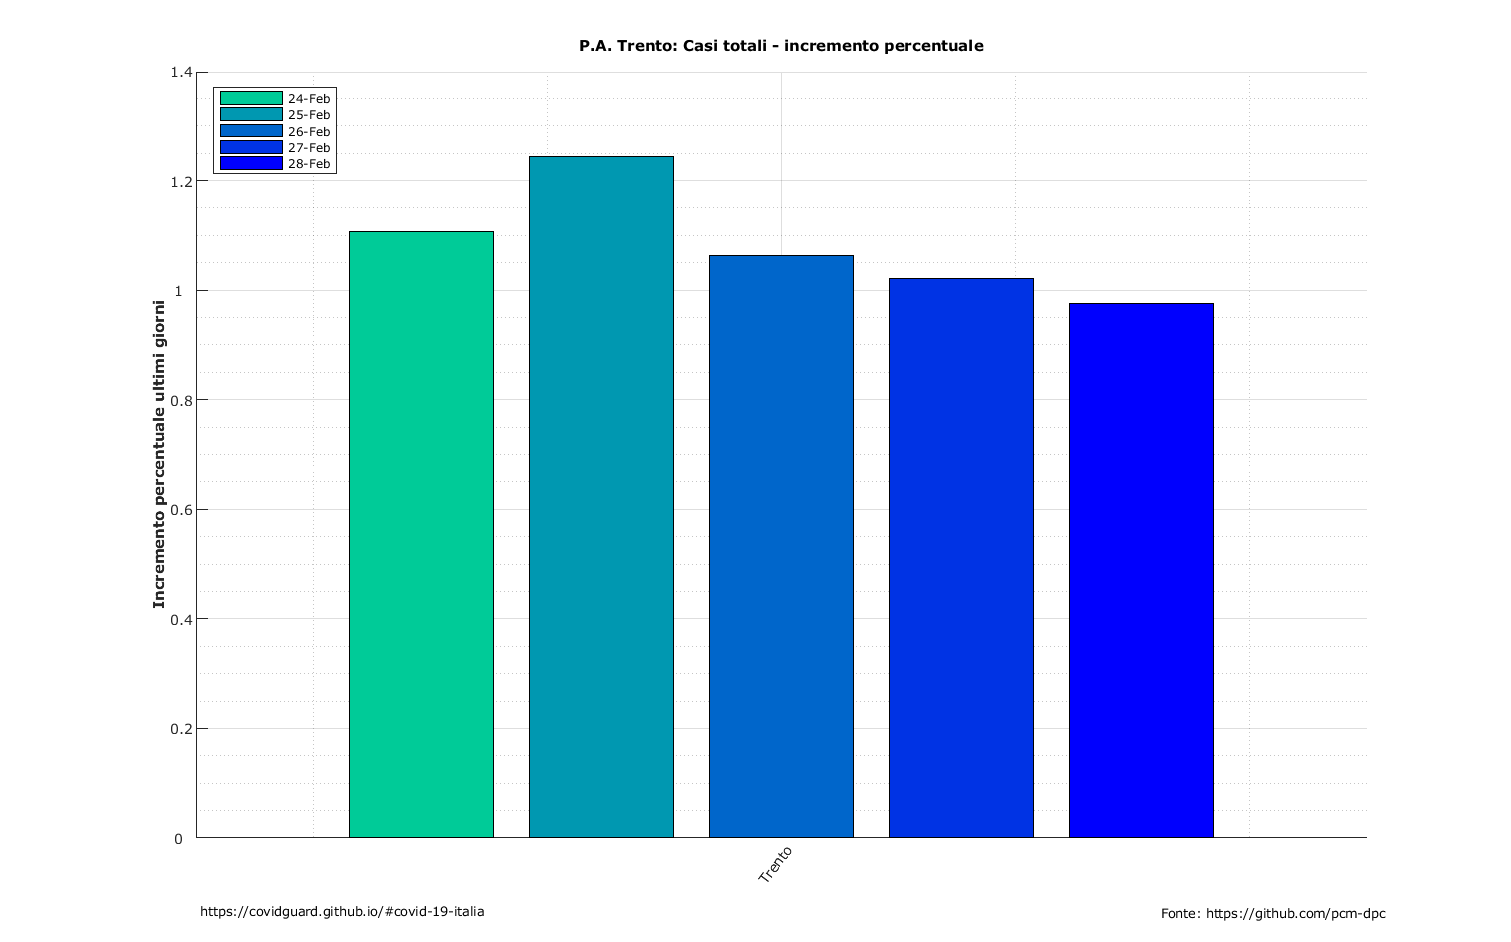 P.A. Trento: Casi totali - incremento percentuale
1.4
1.2
1
0.8
0.6
0.4
0.2
0
Incremento percentuale ultimi giorni
24-Feb
25-Feb
26-Feb
27-Feb
28-Feb
Trento
https://covidguard.github.io/#covid-19-italia
Fonte: https://github.com/pcm-dpc